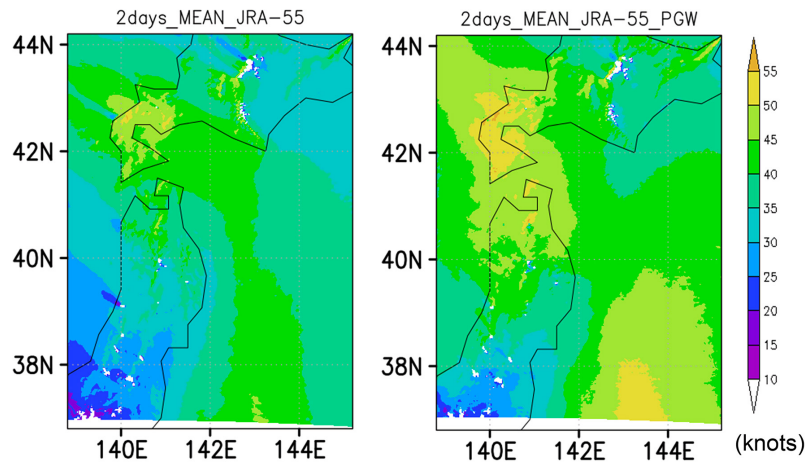 2days_MEAN_JRA-55
2days_MEAN_JRA-55_PGW
44N
42N
40N
38N
140E
142E
144E
44N
42N
40N
38N
140E
142E
144E
55
50
45
40
35
30
25
20
15
10
(knots)